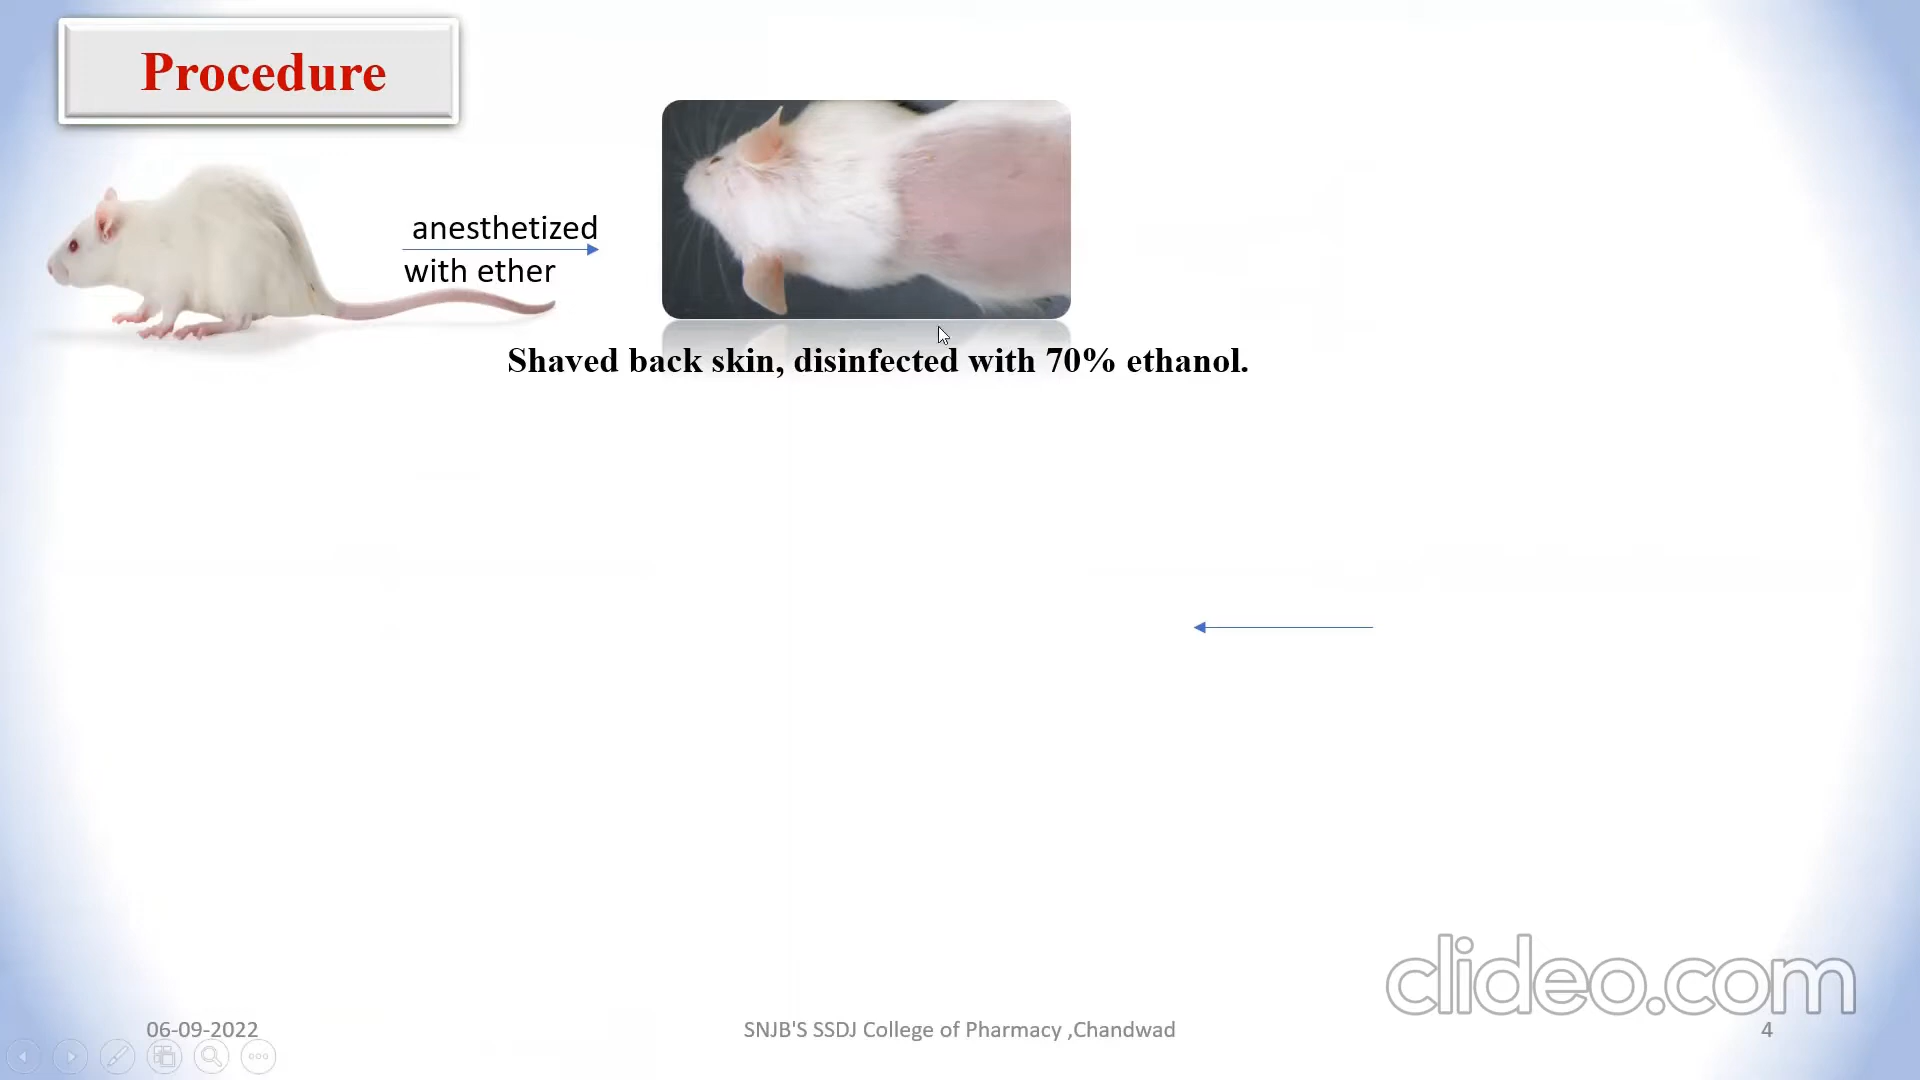 Procedure
anesthetized
with ether
Shaved back skin, disinfected with 70% ethanol.
clideo.com
06-09-2022
SNJB'S SSDJ College of Pharmacy ,Chandwad
4